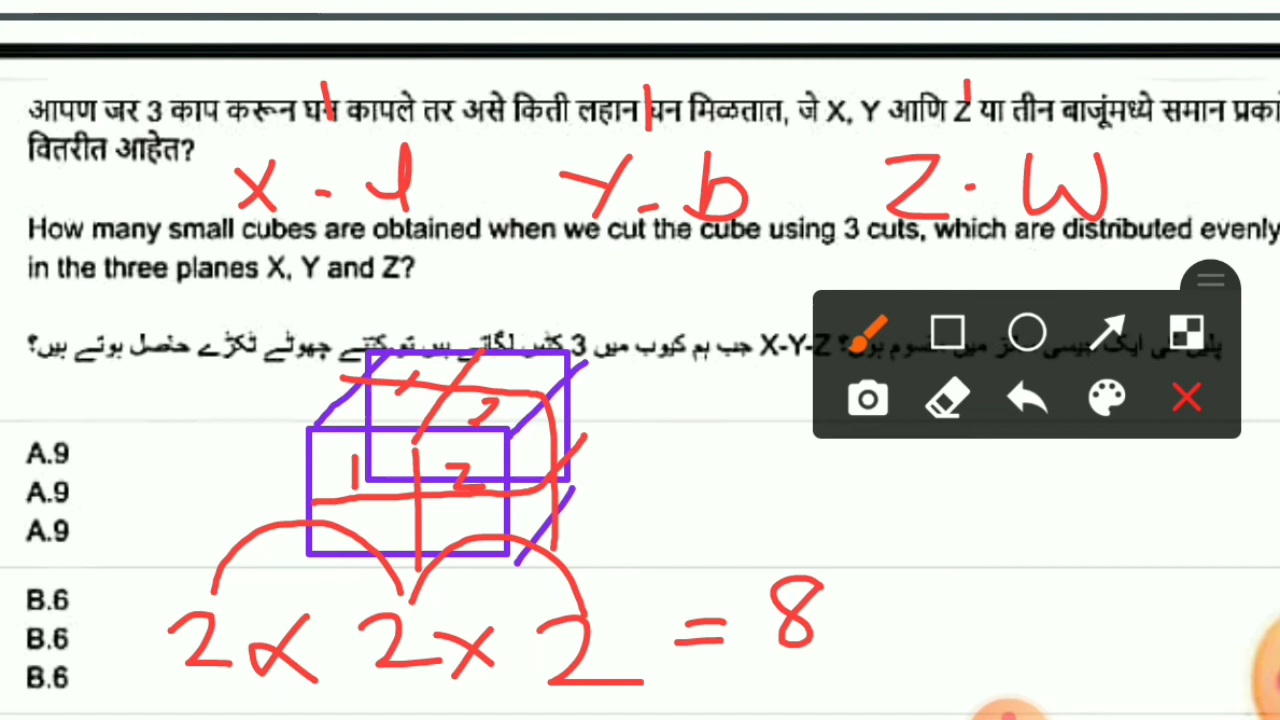 आपण जर 3 काप करून घन कापले तर असे किती लहान घन मिळतात, जे X, Y आणि Z या तीन बाजूंमध्ये समान
वितरीत आहेत?
X - l Y - b Z - W
How many small cubes are obtained when we cut the cube using 3 cuts, which are distributed evenly
in the three planes X, Y and Z?
X-Y-Z جب ہم کیوب میں 3 کٹیں لگاتے ہیں تو کتنے چھوٹے ٹکڑے حاصل ہوتے ہیں؟
2
1 2
A.9
A.9
A.9
B.6
B.6
B.6
2 x 2 x 2 = 8